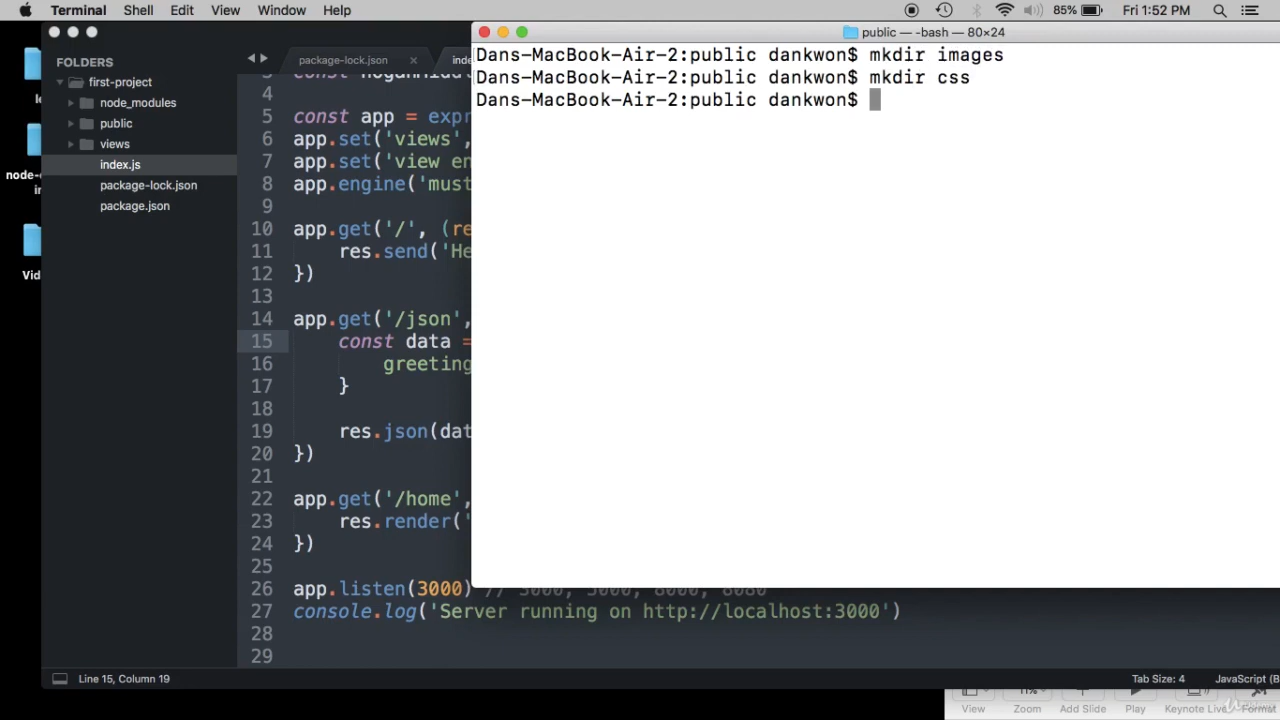 Terminal Shell Edit View Window Help 85% Fri 1:52 PM
public — -bash — 80×24
Dans-MacBook-Air-2:public dankwon$ mkdir images
Dans-MacBook-Air-2:public dankwon$ mkdir css
Dans-MacBook-Air-2:public dankwon$
FOLDERS
first-project
node_modules
public
views
index.js
package-lock.json
package.json
package-lock.json ×
4
5 const app = expr
6 app.set('views',
7 app.set('view en
8 app.engine('must
9
10 app.get('/', (re
11 res.send('He
12 })
13
14 app.get('/json',
15 const data =
16 greeting
17 }
18
19 res.json(dat
20 })
21
22 app.get('/home',
23 res.render('
24 })
25
26 app.listen(3000) // 3000, 5000, 8000, 8080
27 console.log('Server running on http://localhost:3000')
28
29
Line 15, Column 19
Tab Size: 4
JavaScript (B
View Zoom Add Slide Play Keynote Live Format
Vid